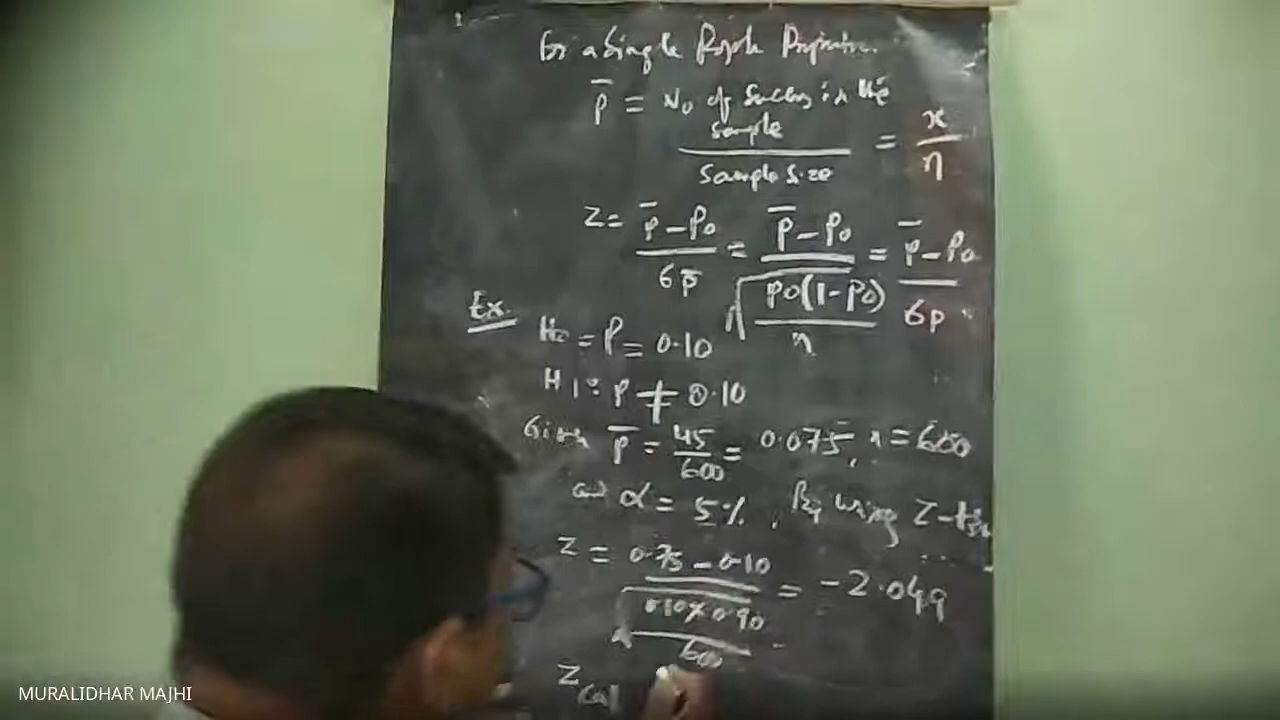 for a Single Popln Proportion.
p̄ = No of Success in the sample / Sample Size = x/n
Z = p̄ - p0 / σp̄ = p̄ - p0 / √(p0(1-p0)/n) = p̄ - p0 / σp
Ex.
H0 = P = 0.10
H1: P ≠ 0.10
Given p̄ = 45/600 = 0.075, n = 600
and α = 5%, By using Z-test
Z = 0.75 - 0.10 / √(0.10×0.90/600) = -2.049
Z cal
MURALIDHAR MAJHI